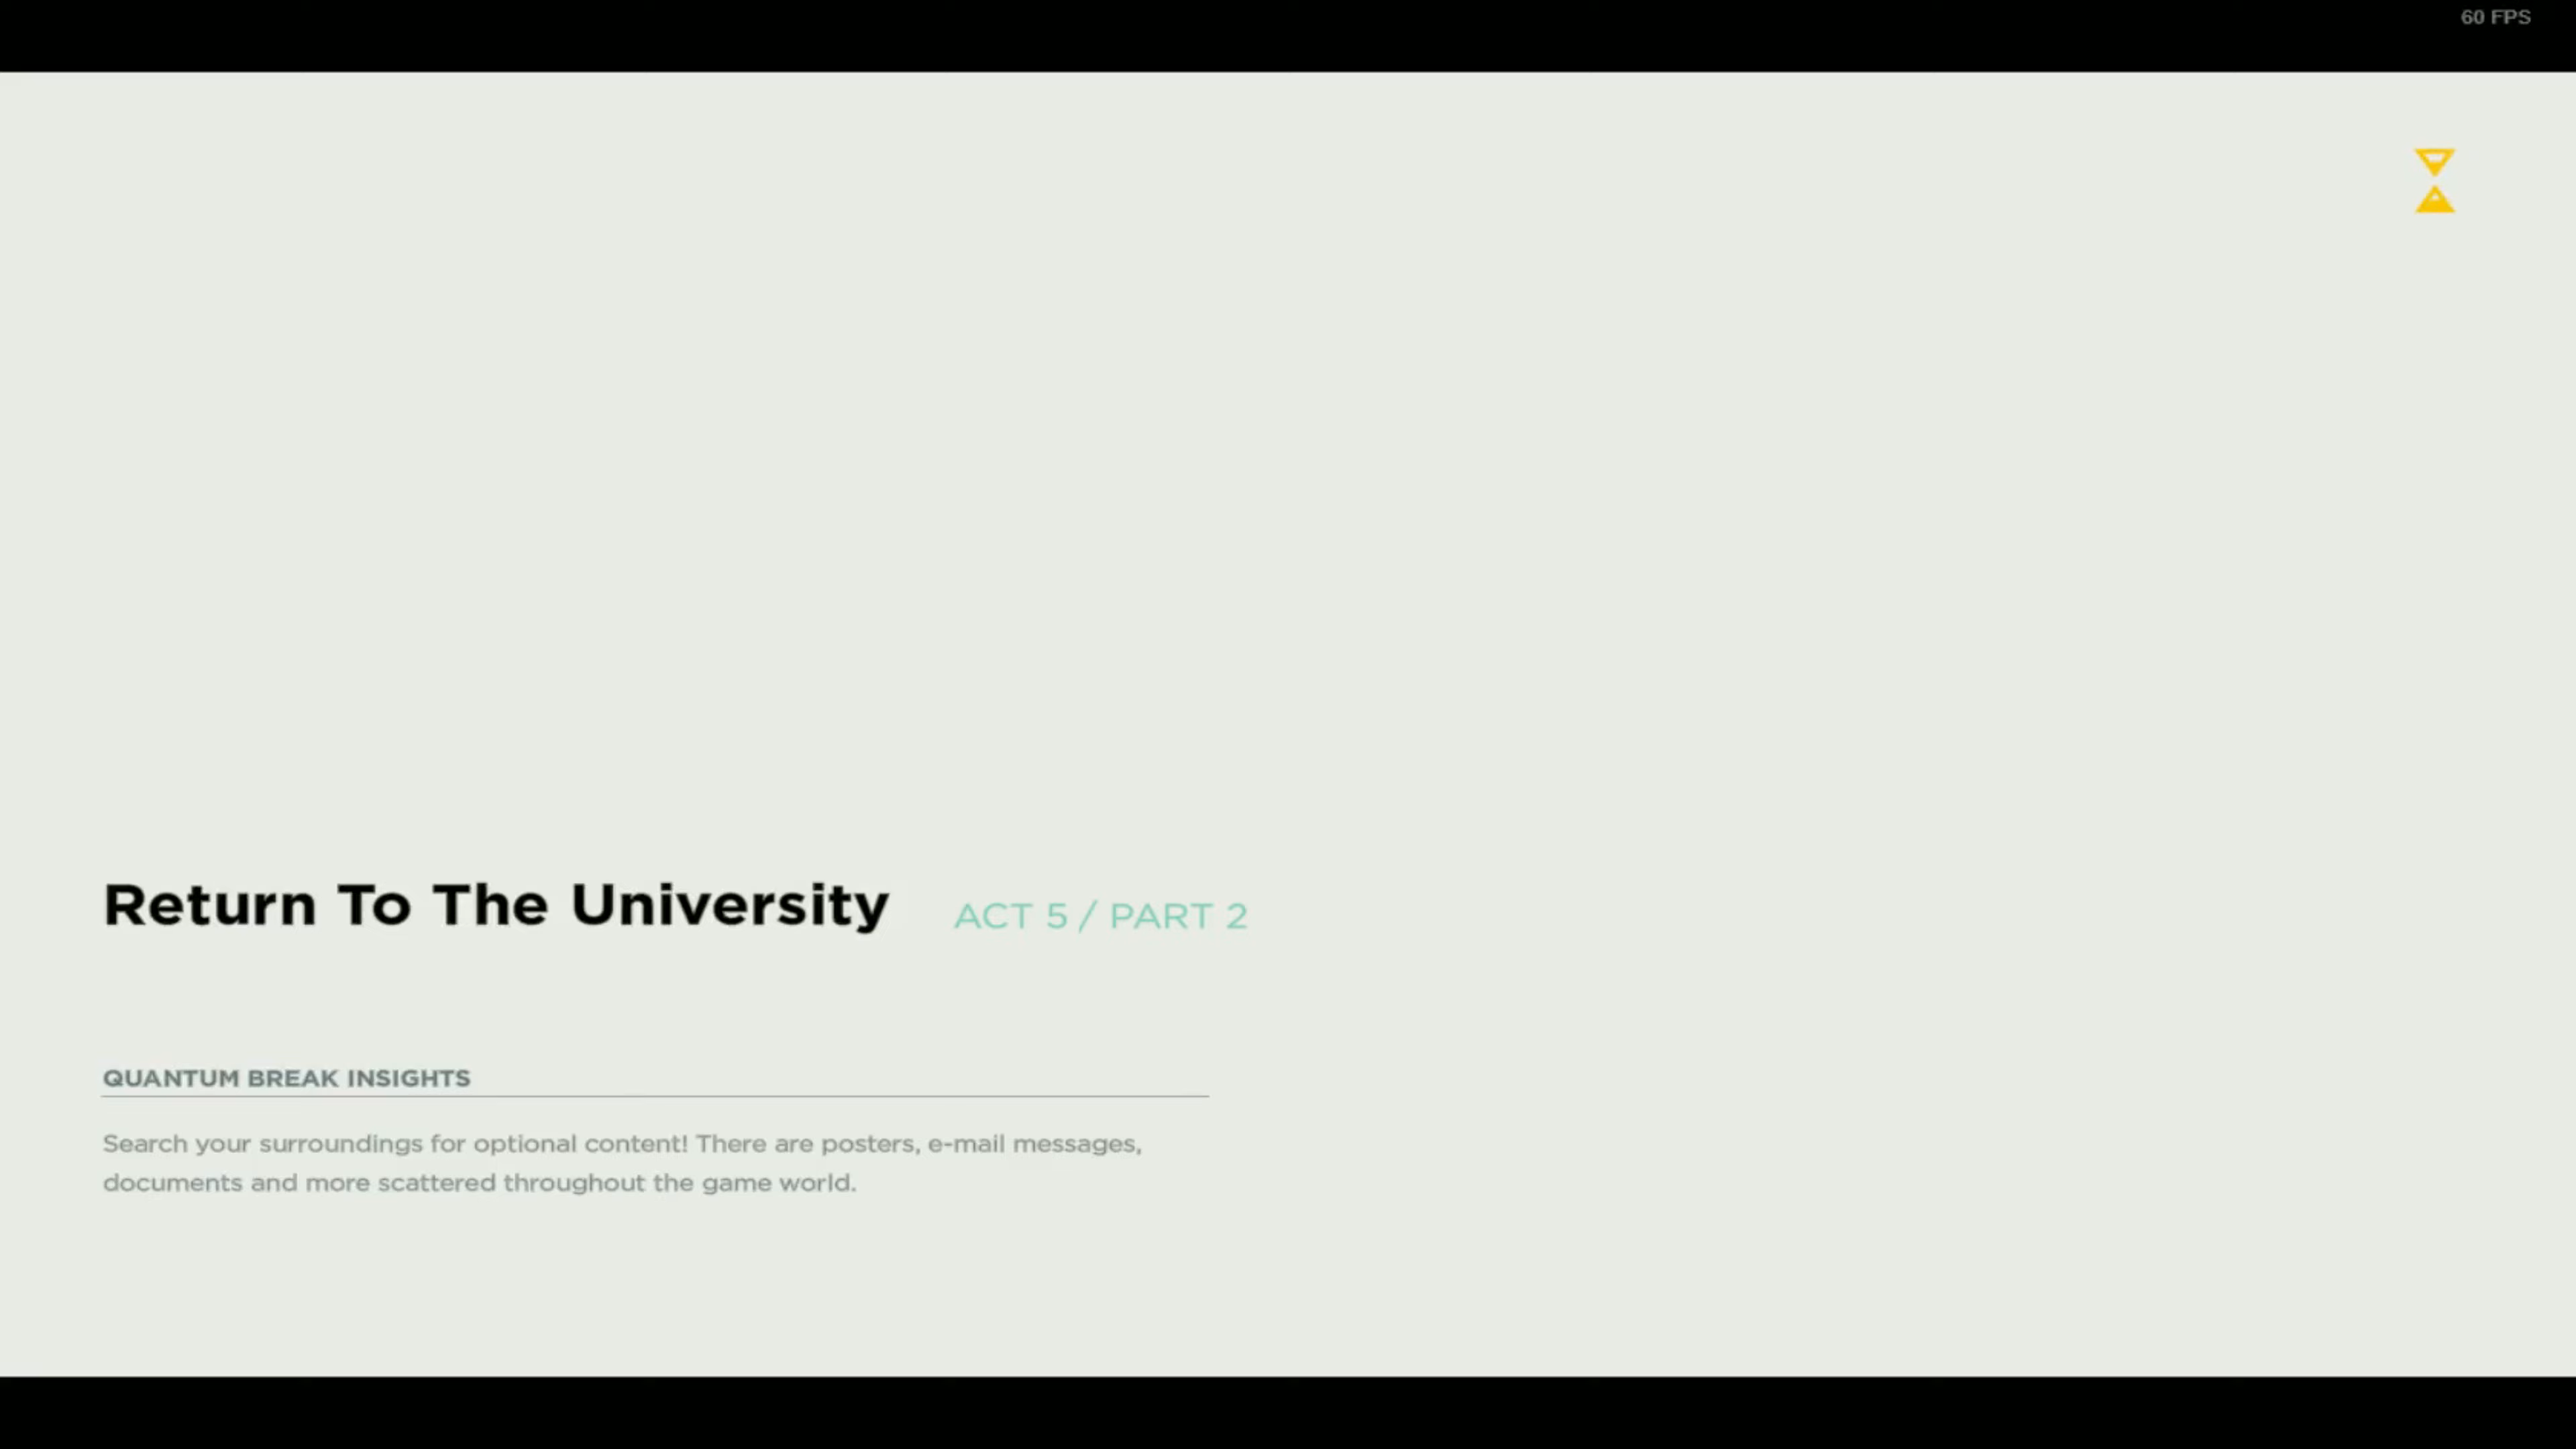 60 FPS
Return To The University ACT 5 / PART 2
QUANTUM BREAK INSIGHTS
Search your surroundings for optional content! There are posters, e-mail messages,
documents and more scattered throughout the game world.